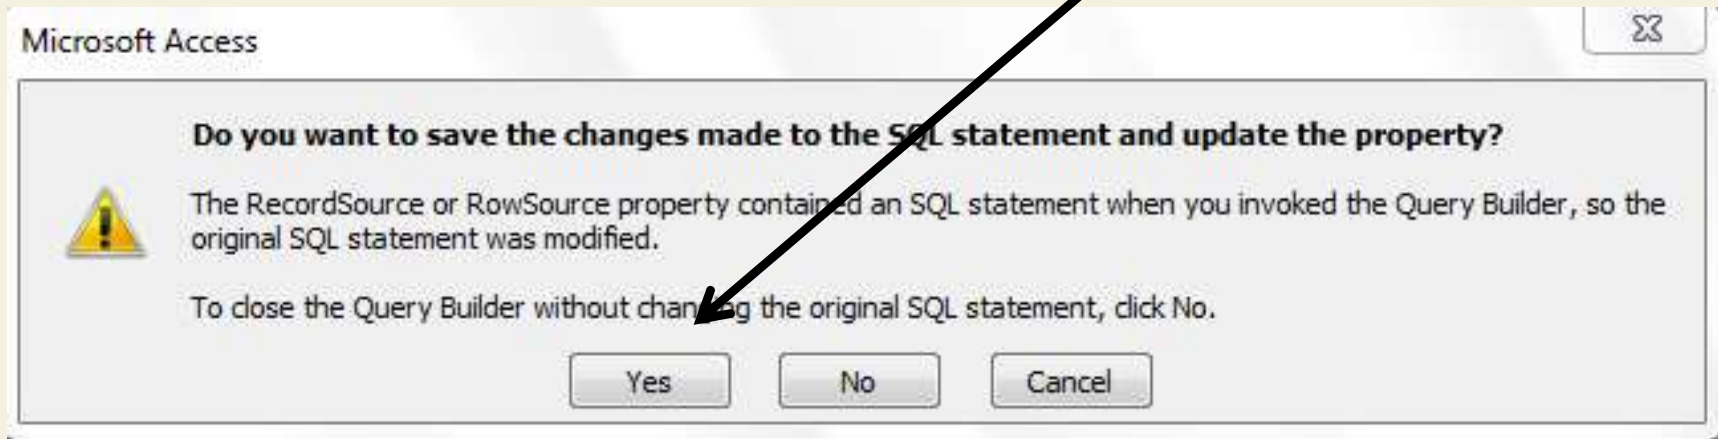 Microsoft Access
Do you want to save the changes made to the SQL statement and update the property?
The RecordSource or RowSource property contained an SQL statement when you invoked the Query Builder, so the
original SQL statement was modified.
To close the Query Builder without changing the original SQL statement, click No.
Yes No Cancel